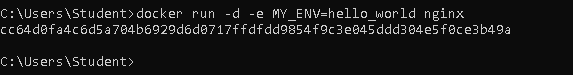 C:\Users\Student>docker run -d -e MY_ENV=hello_world nginx
cc64d0fa4c6d5a704b6929d6d0717ffdfdd9854f9c3e045ddd304e5f0ce3b49a
C:\Users\Student>